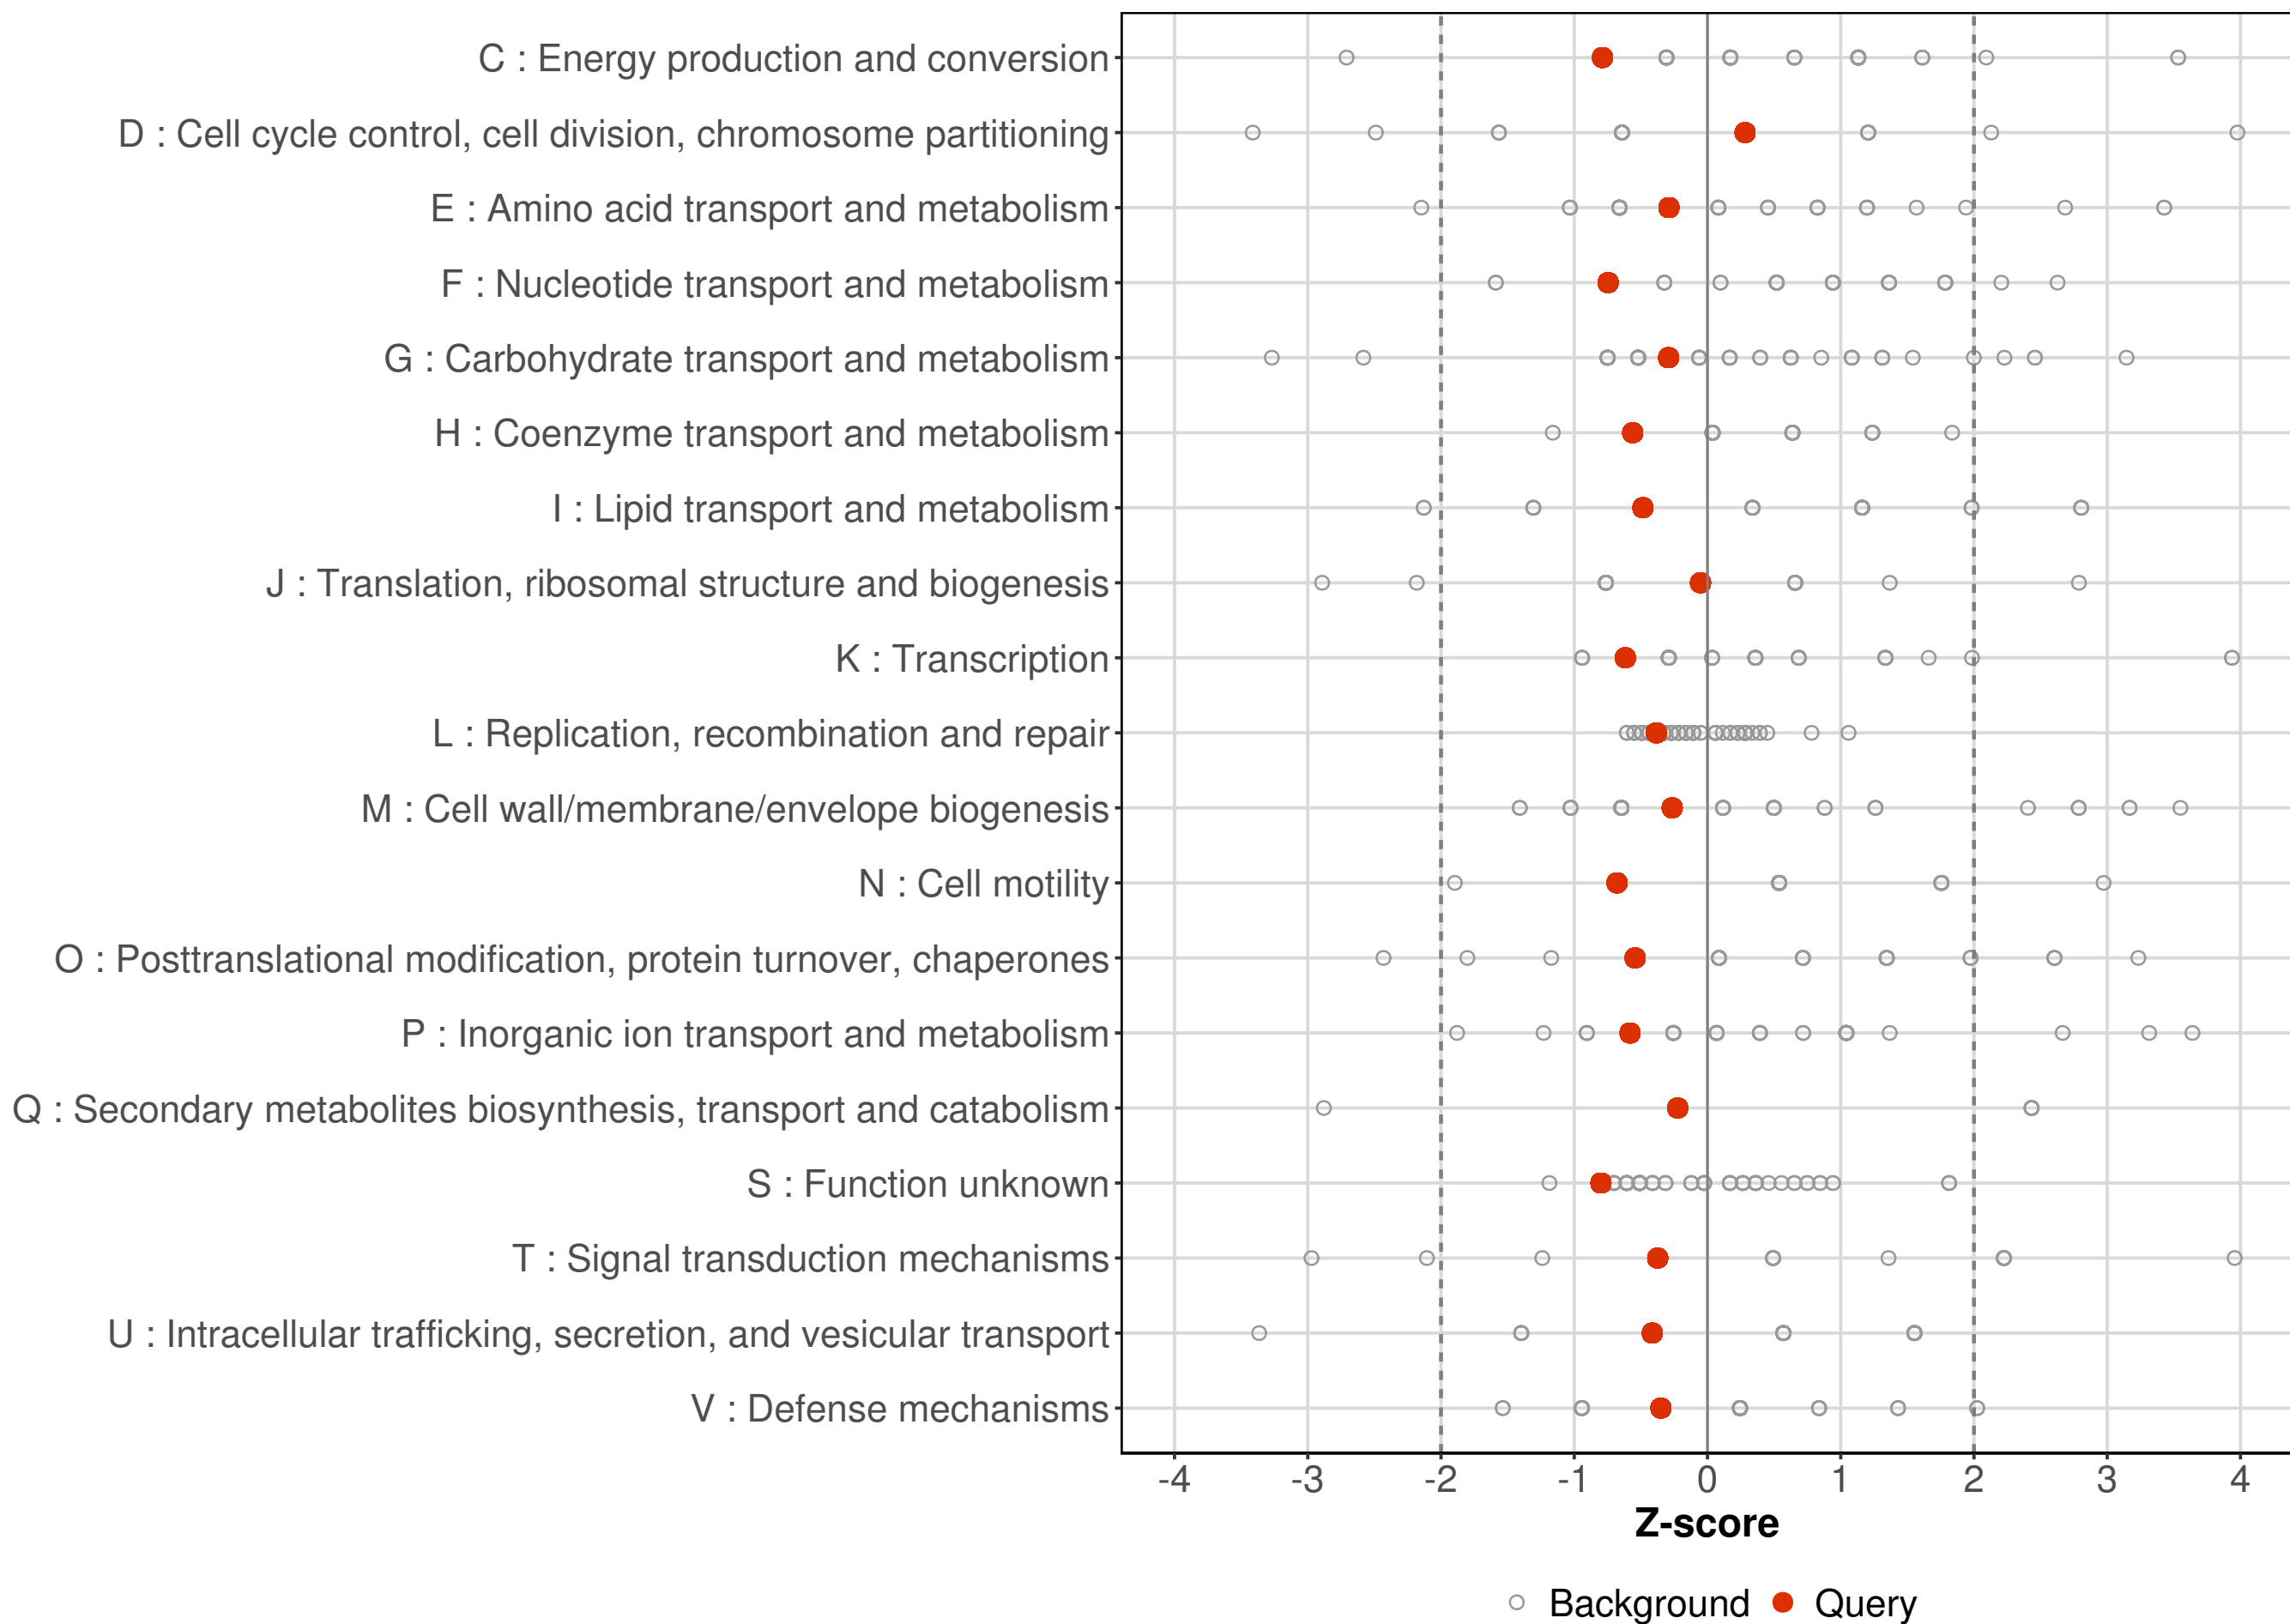 C : Energy production and conversion
D : Cell cycle control, cell division, chromosome partitioning
E : Amino acid transport and metabolism
F : Nucleotide transport and metabolism
G : Carbohydrate transport and metabolism
H : Coenzyme transport and metabolism
I : Lipid transport and metabolism
J : Translation, ribosomal structure and biogenesis
K : Transcription
L : Replication, recombination and repair
M : Cell wall/membrane/envelope biogenesis
N : Cell motility
O : Posttranslational modification, protein turnover, chaperones
P : Inorganic ion transport and metabolism
Q : Secondary metabolites biosynthesis, transport and catabolism
S : Function unknown
T : Signal transduction mechanisms
U : Intracellular trafficking, secretion, and vesicular transport
V : Defense mechanisms
-4 -3 -2 -1 0 1 2 3 4
Z-score
Background Query